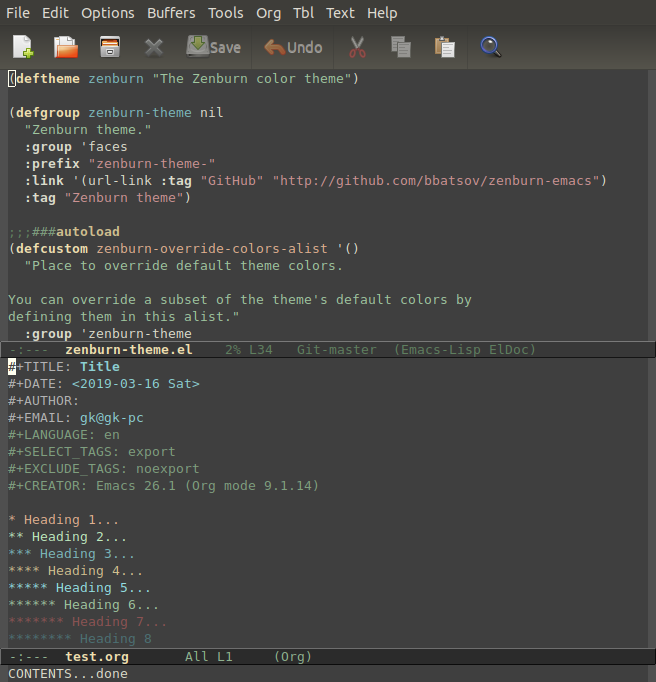 File Edit Options Buffers Tools Org Tbl Text Help
Save Undo
(deftheme zenburn "The Zenburn color theme")
(defgroup zenburn-theme nil
"Zenburn theme."
:group 'faces
:prefix "zenburn-theme-"
:link '(url-link :tag "GitHub" "http://github.com/bbatsov/zenburn-emacs")
:tag "Zenburn theme")
;;;###autoload
(defcustom zenburn-override-colors-alist '()
"Place to override default theme colors.
You can override a subset of the theme's default colors by
defining them in this alist."
:group 'zenburn-theme
-:--- zenburn-theme.el 2% L34 Git-master (Emacs-Lisp ElDoc)
#+TITLE: Title
#+DATE: <2019-03-16 Sat>
#+AUTHOR:
#+EMAIL: gk@gk-pc
#+LANGUAGE: en
#+SELECT_TAGS: export
#+EXCLUDE_TAGS: noexport
#+CREATOR: Emacs 26.1 (Org mode 9.1.14)
* Heading 1...
** Heading 2...
*** Heading 3...
**** Heading 4...
***** Heading 5...
****** Heading 6...
******* Heading 7...
******** Heading 8
-:--- test.org All L1 (Org)
CONTENTS...done